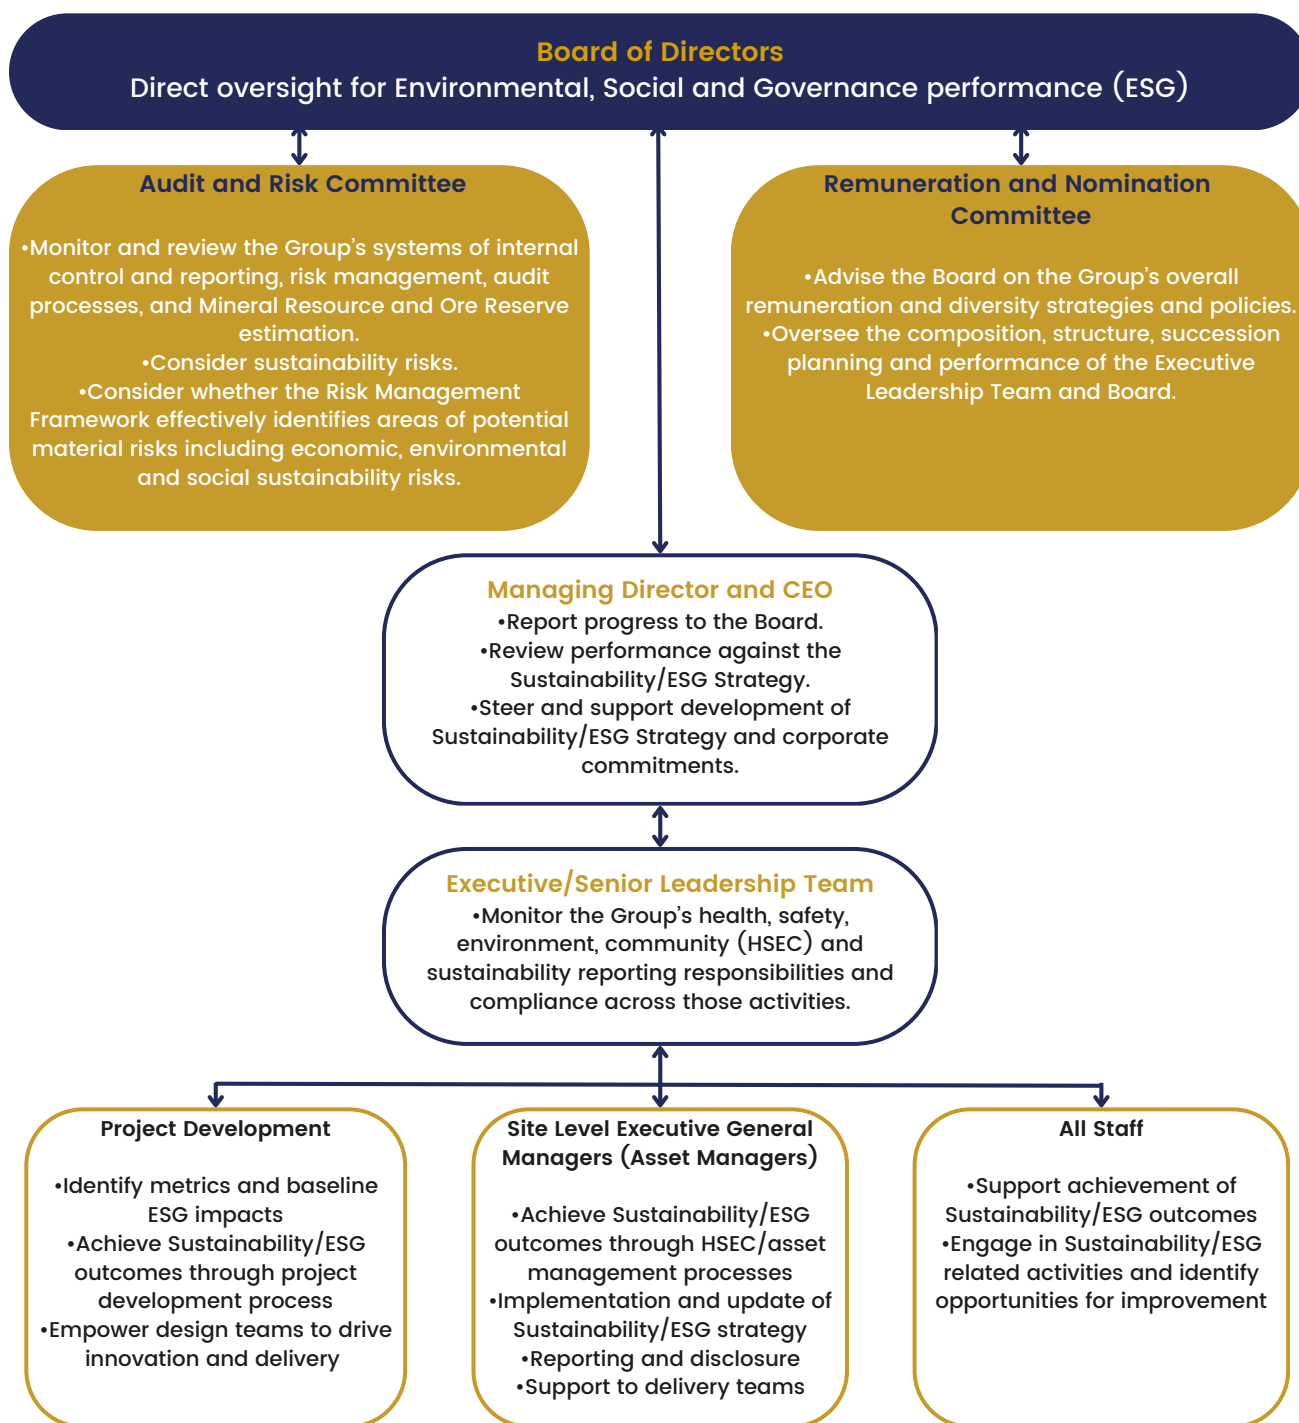 Board of Directors
Direct oversight for Environmental, Social and Governance performance (ESG)
Audit and Risk Committee
•Monitor and review the Group's systems of internal
control and reporting, risk management, audit
processes, and Mineral Resource and Ore Reserve
estimation.
•Consider sustainability risks.
•Consider whether the Risk Management
Framework effectively identifies areas of potential
material risks including economic, environmental
and social sustainability risks.
Remuneration and Nomination
Committee
•Advise the Board on the Group's overall
remuneration and diversity strategies and policies.
•Oversee the composition, structure, succession
planning and performance of the Executive
Leadership Team and Board.
Managing Director and CEO
•Report progress to the Board.
•Review performance against the
Sustainability/ESG Strategy.
•Steer and support development of
Sustainability/ESG Strategy and corporate
commitments.
Executive/Senior Leadership Team
•Monitor the Group's health, safety,
environment, community (HSEC) and
sustainability reporting responsibilities and
compliance across those activities.
Project Development
•Identify metrics and baseline
ESG impacts
•Achieve Sustainability/ESG
outcomes through project
development process
•Empower design teams to drive
innovation and delivery
Site Level Executive General
Managers (Asset Managers)
•Achieve Sustainability/ESG
outcomes through HSEC/asset
management processes
•Implementation and update of
Sustainability/ESG strategy
•Reporting and disclosure
•Support to delivery teams
All Staff
•Support achievement of
Sustainability/ESG outcomes
•Engage in Sustainability/ESG
related activities and identify
opportunities for improvement